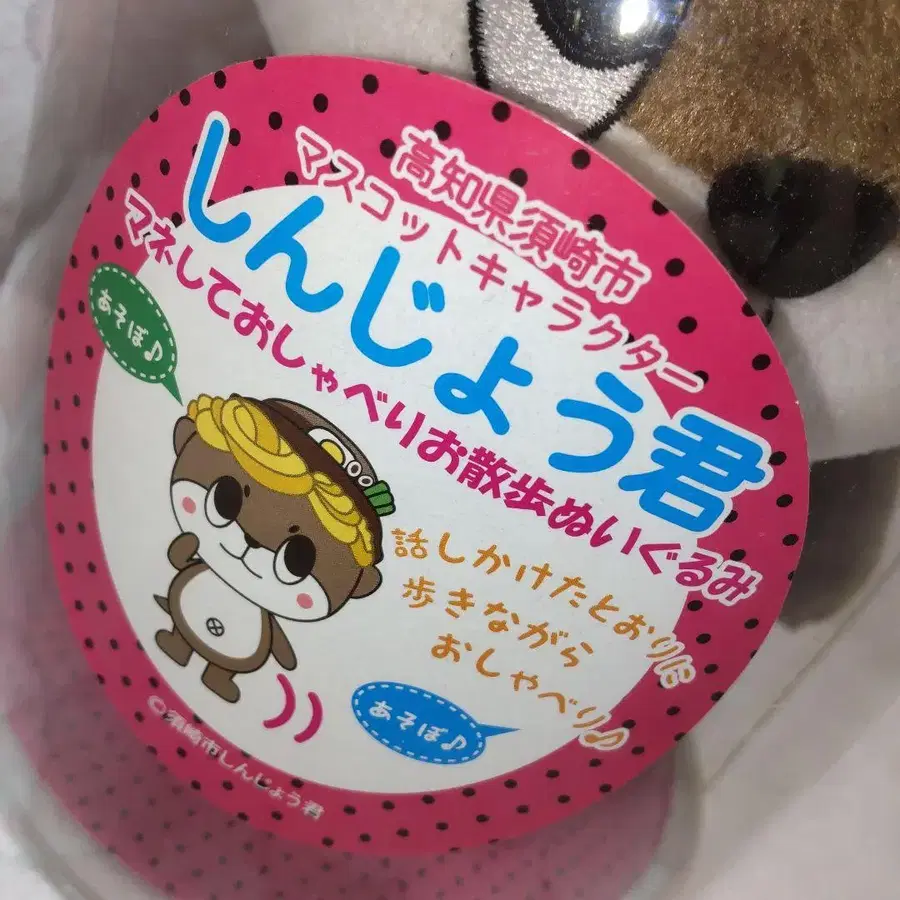 高知県須崎市
マスコットキャラクター
しんじょう君
マネしておしゃべりお散歩ぬいぐるみ
あそぼ♪
話しかけたとおりに
歩きながら
おしゃべり♪
あそぼ♪
©須崎市しんじょう君